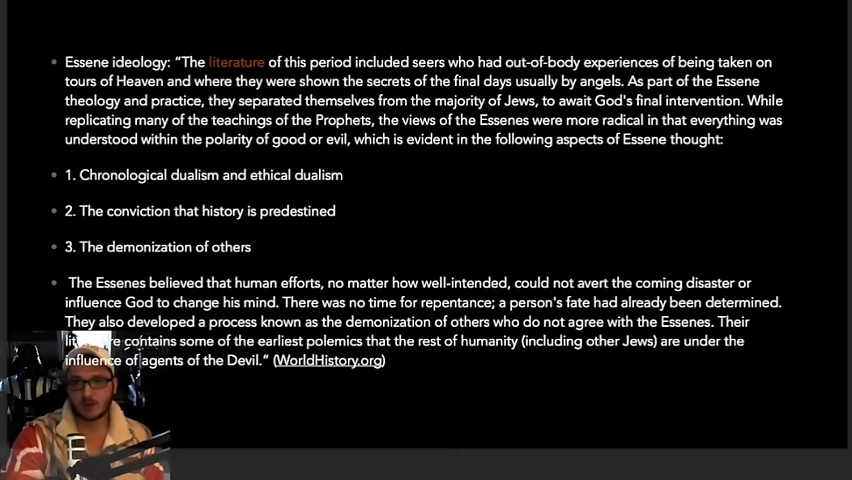 Essene ideology: “The literature of this period included seers who had out-of-body experiences of being taken on
tours of Heaven and where they were shown the secrets of the final days usually by angels. As part of the Essene
theology and practice, they separated themselves from the majority of Jews, to await God's final intervention. While
replicating many of the teachings of the Prophets, the views of the Essenes were more radical in that everything was
understood within the polarity of good or evil, which is evident in the following aspects of Essene thought:
1. Chronological dualism and ethical dualism
2. The conviction that history is predestined
3. The demonization of others
The Essenes believed that human efforts, no matter how well-intended, could not avert the coming disaster or
influence God to change his mind. There was no time for repentance; a person's fate had already been determined.
They also developed a process known as the demonization of others who do not agree with the Essenes. Their
contains some of the earliest polemics that the rest of humanity (including other Jews) are under the
influence of agents of the Devil.” (WorldHistory.org)